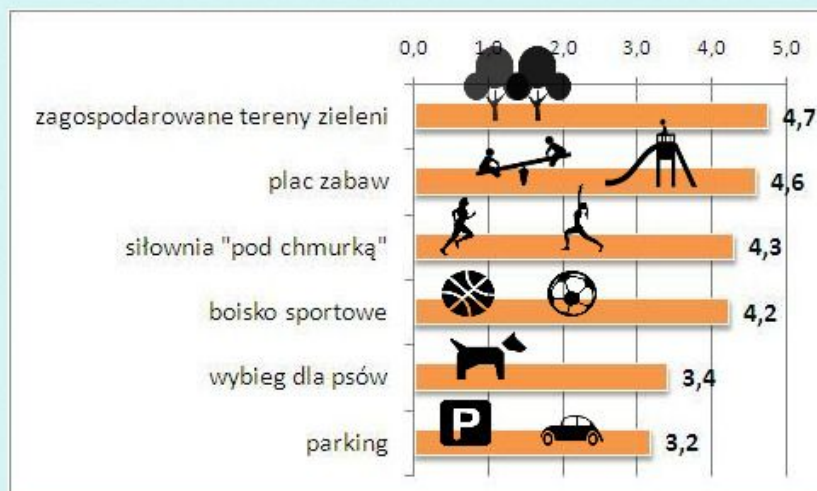 0,0 1,0 2,0 3,0 4,0 5,0
zagospodarowane tereny zieleni 4,7
plac zabaw 4,6
siłownia "pod chmurką" 4,3
boisko sportowe 4,2
wybieg dla psów 3,4
P
parking 3,2